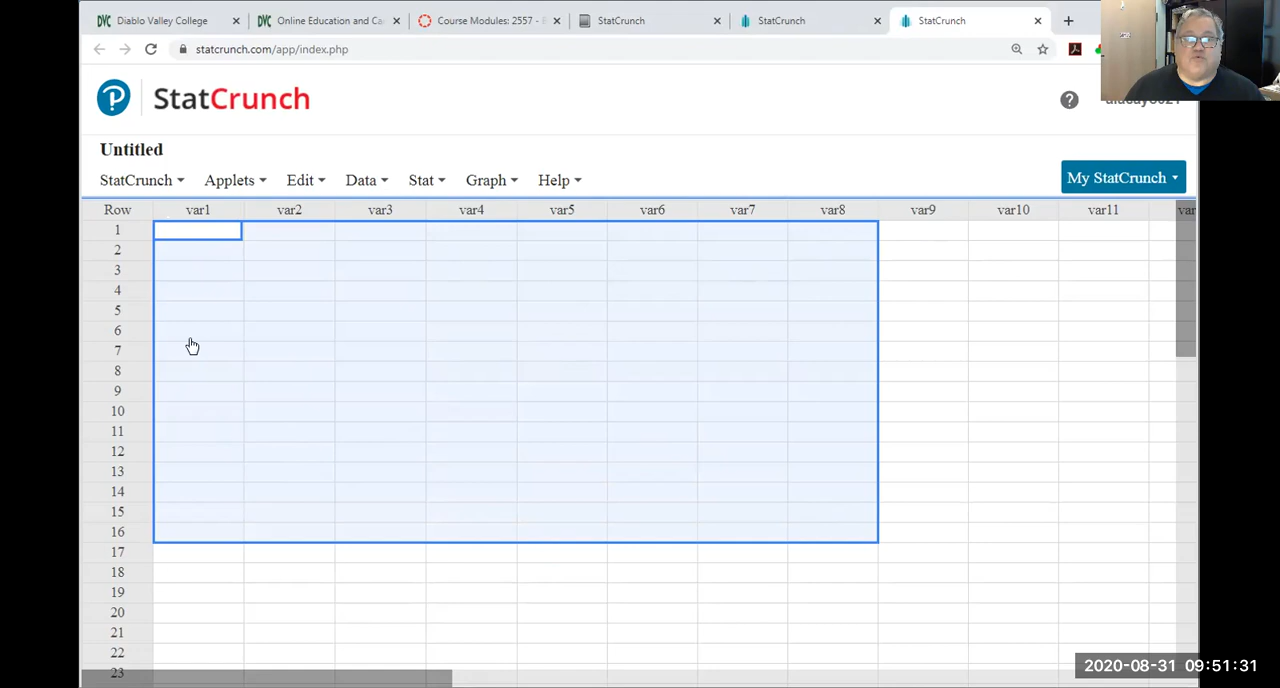 DVC Diablo Valley College
DVC Online Education and Ca
Course Modules: 2557 -
StatCrunch
StatCrunch
StatCrunch
statcrunch.com/app/index.php
P StatCrunch
Untitled
StatCrunch Applets Edit Data Stat Graph Help
My StatCrunch
Row var1 var2 var3 var4 var5 var6 var7 var8 var9 var10 var11 var
1
2
3
4
5
6
7
8
9
10
11
12
13
14
15
16
17
18
19
20
21
22
23
2020-08-31 09:51:31